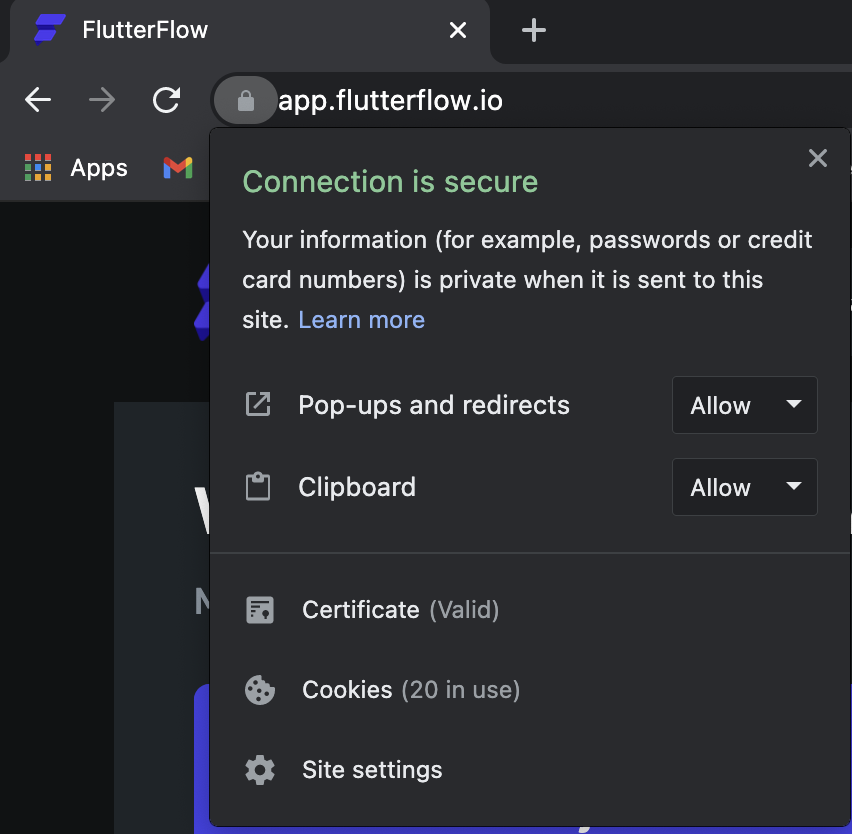 FlutterFlow
app.flutterflow.io
Apps
Connection is secure
Your information (for example, passwords or credit
card numbers) is private when it is sent to this
site. Learn more
Pop-ups and redirects Allow
Clipboard Allow
Certificate (Valid)
Cookies (20 in use)
Site settings